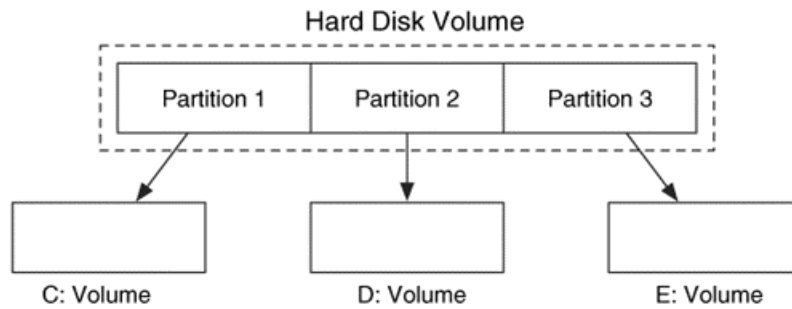 Hard Disk Volume
Partition 1 Partition 2 Partition 3
C: Volume D: Volume E: Volume